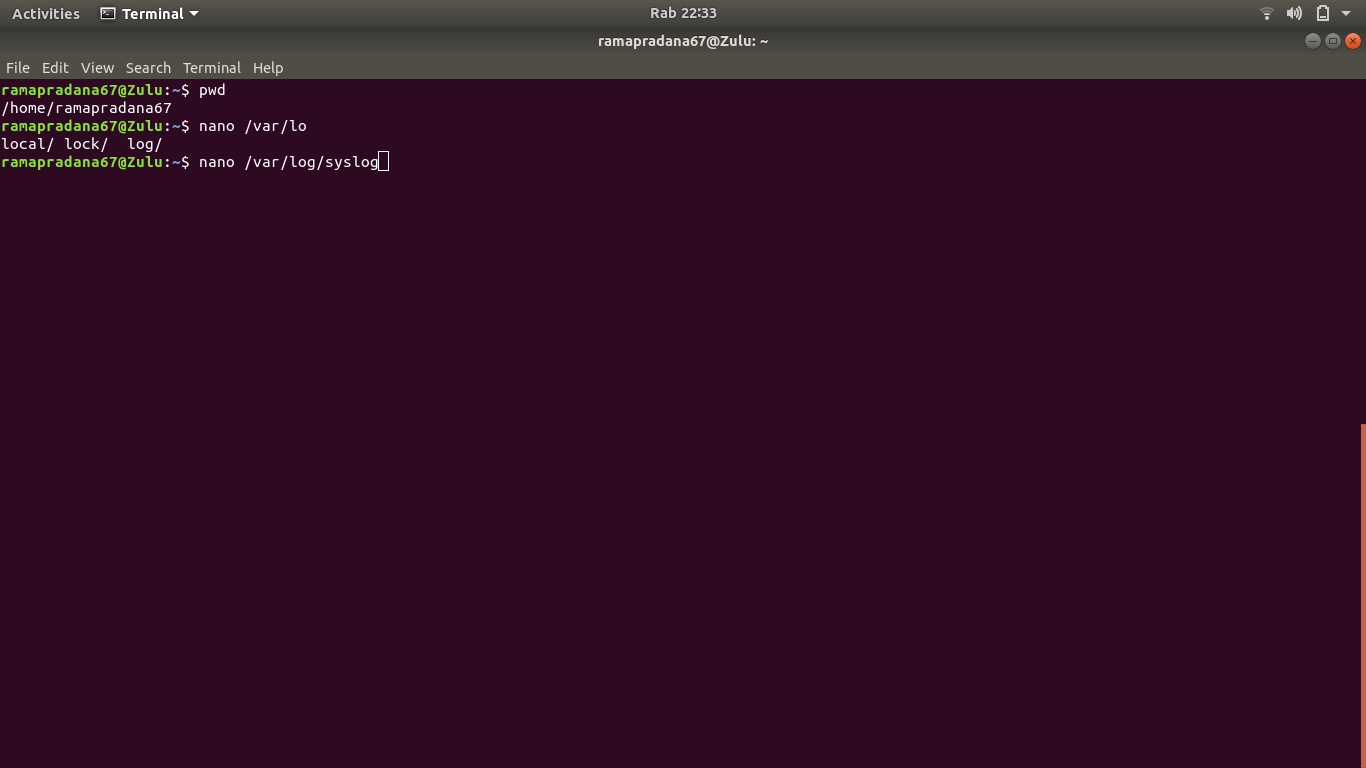 Activities Terminal Rab 22:33
ramapradana67@Zulu: ~
File Edit View Search Terminal Help
ramapradana67@Zulu:~$ pwd
/home/ramapradana67
ramapradana67@Zulu:~$ nano /var/lo
local/ lock/  log/
ramapradana67@Zulu:~$ nano /var/log/syslog